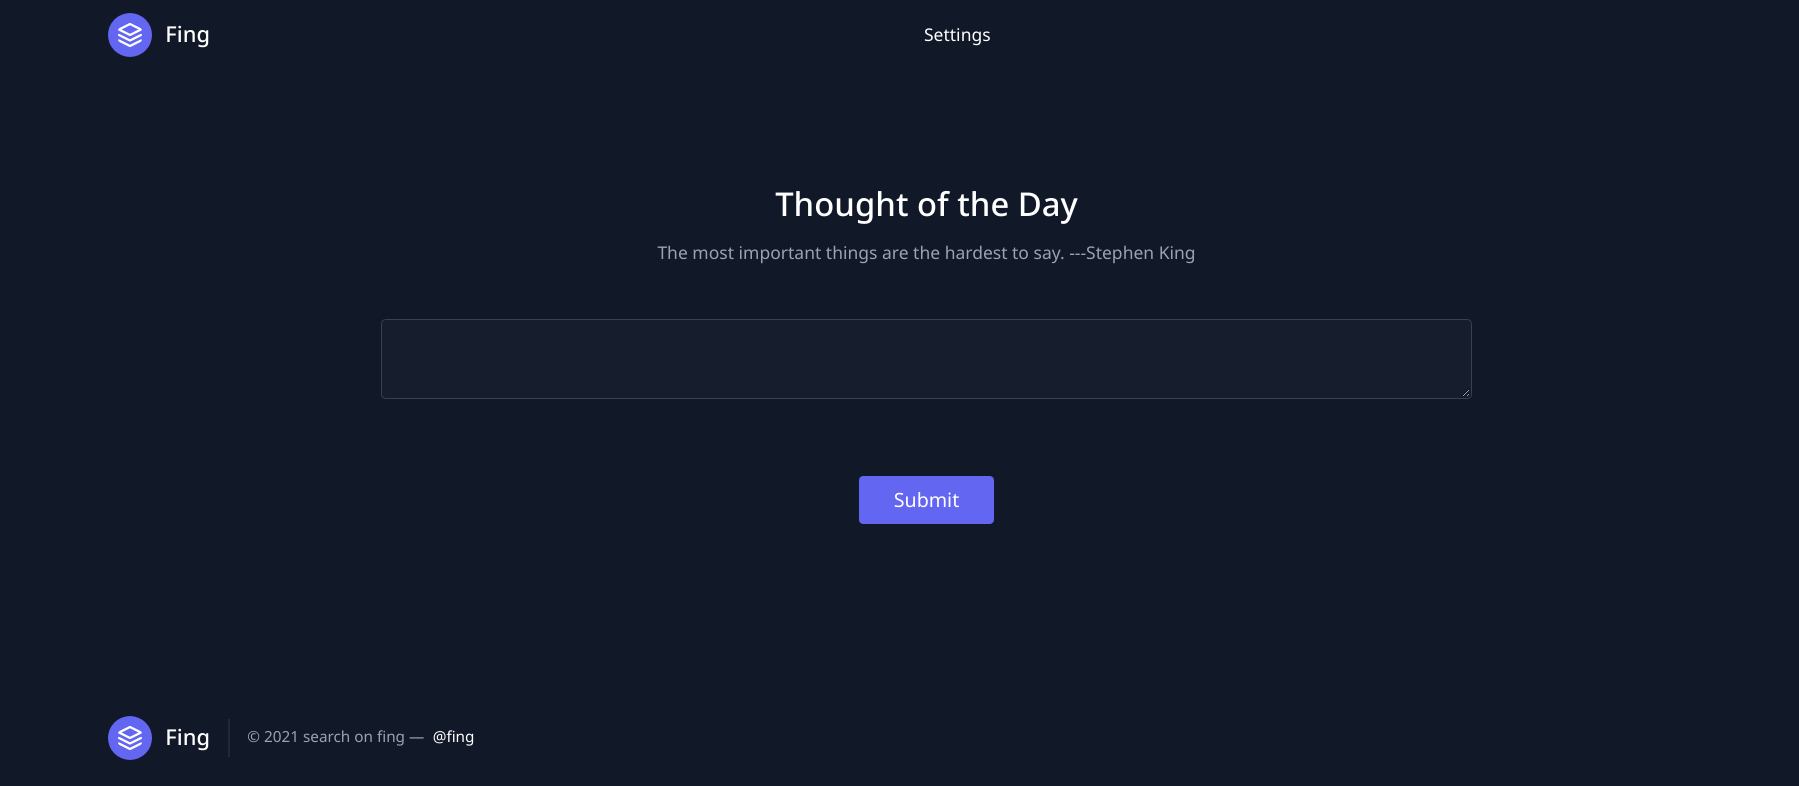 Fing
Settings
Thought of the Day
The most important things are the hardest to say. ---Stephen King
Submit
Fing
© 2021 search on fing — @fing